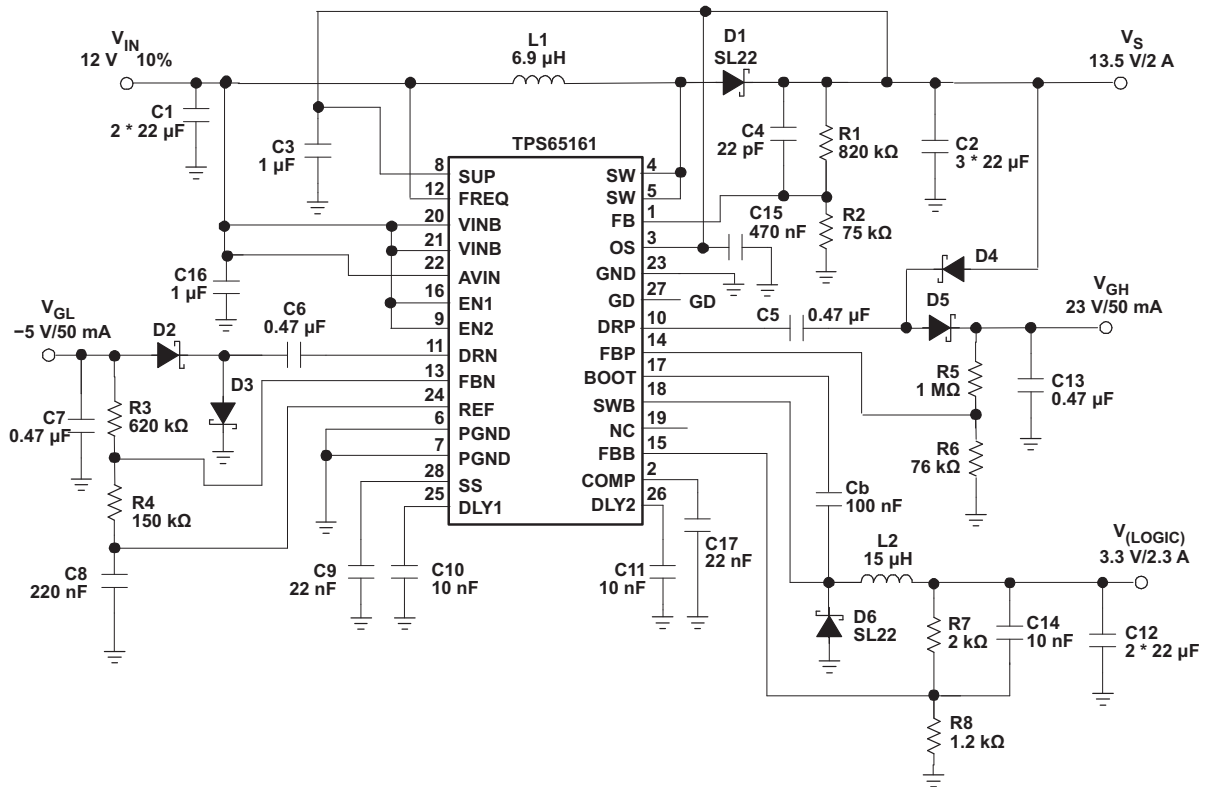 V_IN
12 V 10%
L1
6.9 µH
D1
SL22
V_S
13.5 V/2 A
C1
2 * 22 µF
C3
1 µF
C4
22 pF
R1
820 kΩ
C2
3 * 22 µF
R2
75 kΩ
C15
470 nF
TPS65161
8 SUP
12 FREQ
20 VINB
21 VINB
22 AVIN
16 EN1
9 EN2
11 DRN
13 FBN
24 REF
6 PGND
7 PGND
28 SS
25 DLY1
SW 4
SW 5
FB 1
OS 3
GND 23
GD 27 GD
DRP 10
FBP 14
BOOT 17
SWB 18
NC 19
FBB 15
COMP 2
DLY2 26
C16
1 µF
V_GL
−5 V/50 mA
D2
C6
0.47 µF
D3
C7
0.47 µF
R3
620 kΩ
R4
150 kΩ
C8
220 nF
C9
22 nF
C10
10 nF
C11
10 nF
C17
22 nF
D4
C5
0.47 µF
D5
V_GH
23 V/50 mA
R5
1 MΩ
C13
0.47 µF
R6
76 kΩ
Cb
100 nF
L2
15 µH
V_(LOGIC)
3.3 V/2.3 A
D6
SL22
R7
2 kΩ
C14
10 nF
C12
2 * 22 µF
R8
1.2 kΩ